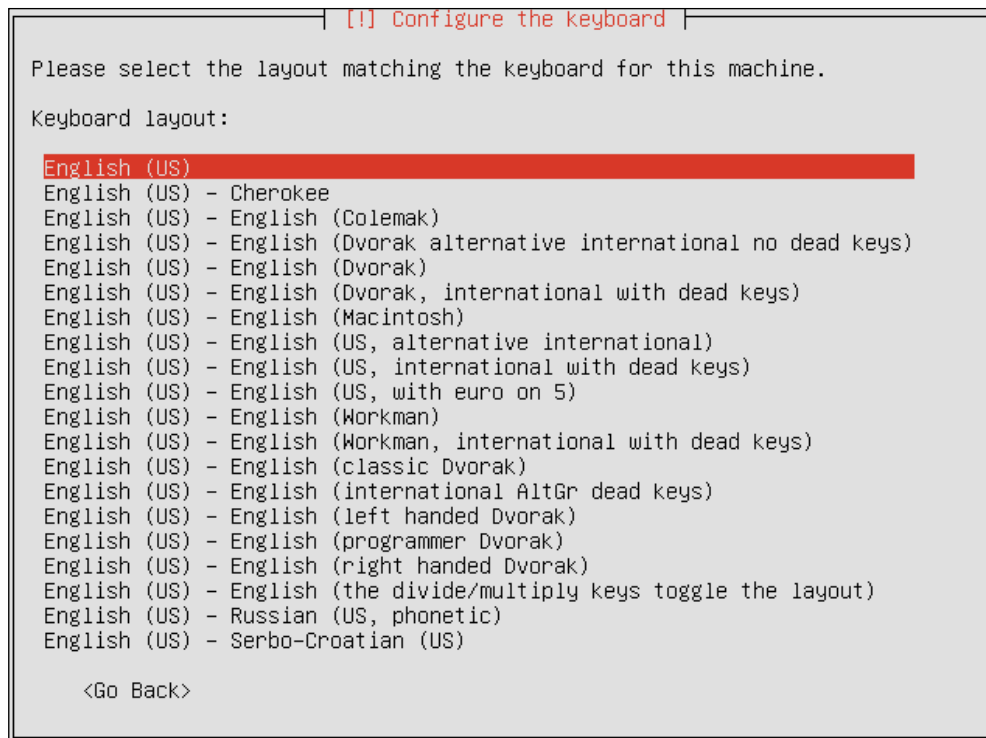 [!] Configure the keyboard
Please select the layout matching the keyboard for this machine.
Keyboard layout:
English (US)
English (US) - Cherokee
English (US) - English (Colemak)
English (US) - English (Dvorak alternative international no dead keys)
English (US) - English (Dvorak)
English (US) - English (Dvorak, international with dead keys)
English (US) - English (Macintosh)
English (US) - English (US, alternative international)
English (US) - English (US, international with dead keys)
English (US) - English (US, with euro on 5)
English (US) - English (Workman)
English (US) - English (Workman, international with dead keys)
English (US) - English (classic Dvorak)
English (US) - English (international AltGr dead keys)
English (US) - English (left handed Dvorak)
English (US) - English (programmer Dvorak)
English (US) - English (right handed Dvorak)
English (US) - English (the divide/multiply keys toggle the layout)
English (US) - Russian (US, phonetic)
English (US) - Serbo-Croatian (US)
<Go Back>